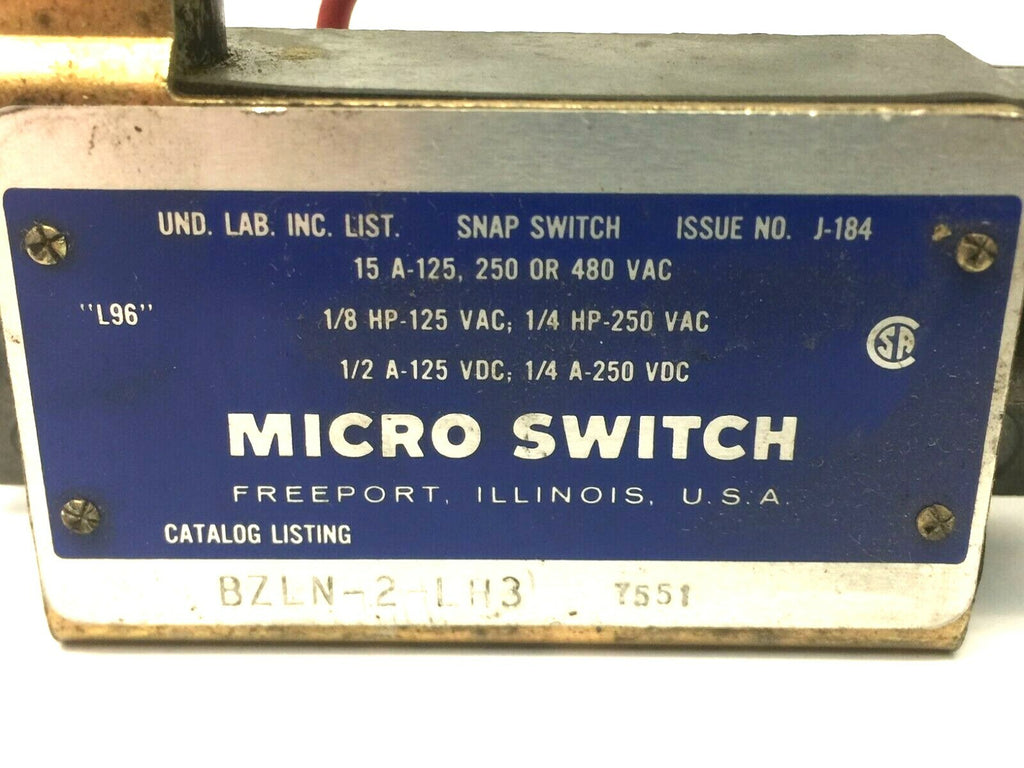 UND. LAB. INC. LIST. SNAP SWITCH ISSUE NO. J-184
15 A-125, 250 OR 480 VAC
"L96" 1/8 HP-125 VAC; 1/4 HP-250 VAC
SA
1/2 A-125 VDC; 1/4 A-250 VDC
MICRO SWITCH
FREEPORT, ILLINOIS, U.S.A.
CATALOG LISTING
BZLN-2-LH3 7551